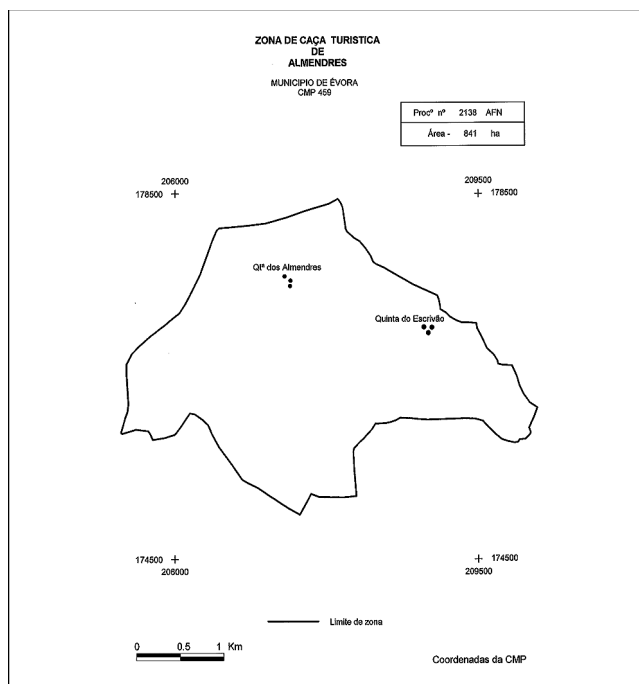 ZONA DE CAÇA TURISTICA
DE
ALMENDRES
MUNICIPIO DE ÉVORA
CMP 459
Procº nº 2138 AFN
Área - 841 ha
206000
178500
209500
178500
Qtª dos Almendres
Quinta do Escrivão
174500
206000
174500
209500
Limite de zona
0 0.5 1 Km
Coordenadas da CMP